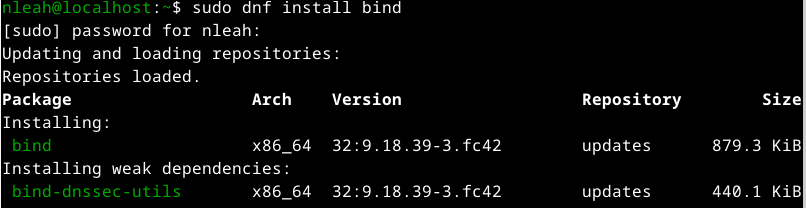 nleah@localhost:~$ sudo dnf install bind
[sudo] password for nleah:
Updating and loading repositories:
Repositories loaded.
Package Arch Version Repository Size
Installing:
bind x86_64 32:9.18.39-3.fc42 updates 879.3 KiB
Installing weak dependencies:
bind-dnssec-utils x86_64 32:9.18.39-3.fc42 updates 440.1 KiB